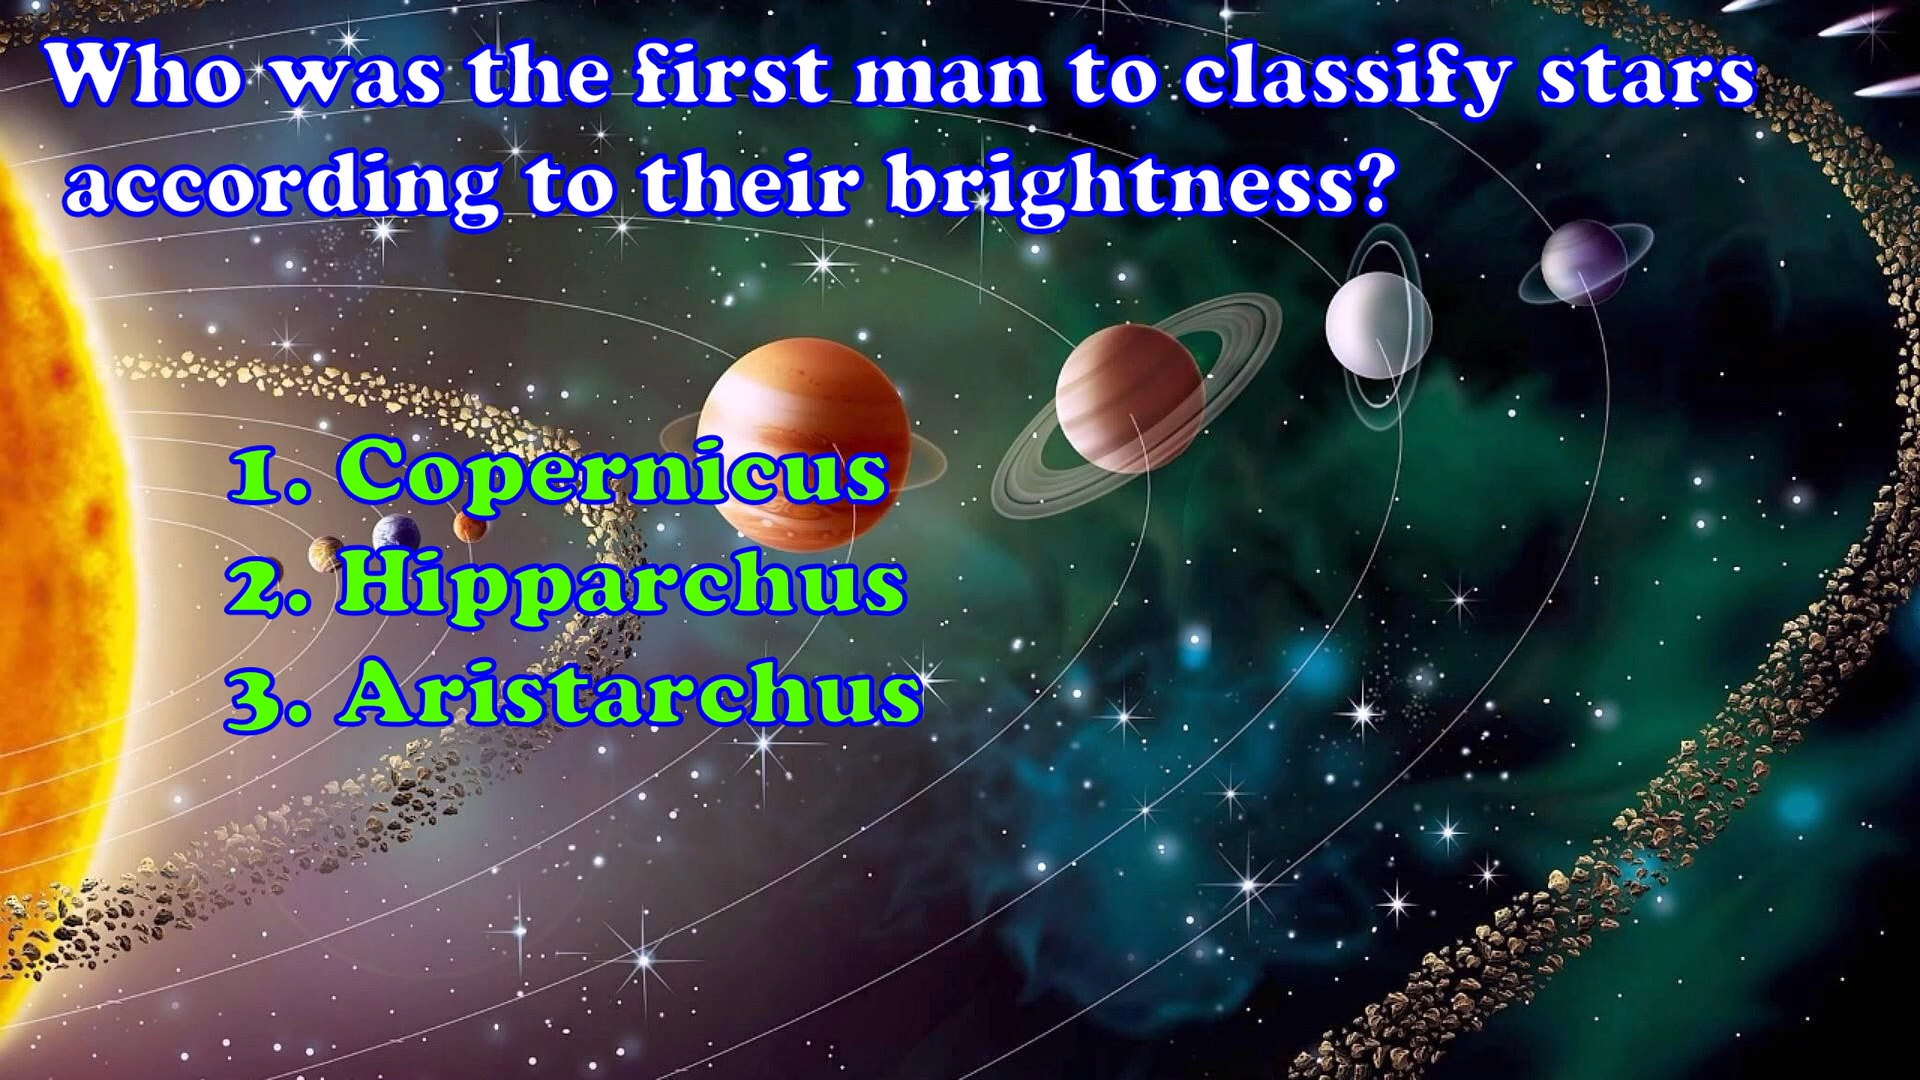 Who was the first man to classify stars
according to their brightness?
1. Copernicus
2. Hipparchus
3. Aristarchus